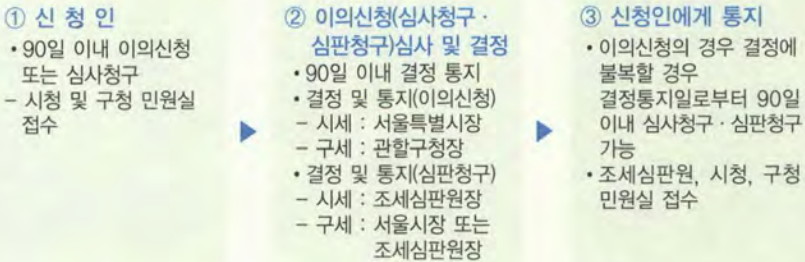 ① 신 청 인
• 90일 이내 이의신청
또는 심사청구
– 시청 및 구청 민원실
접수
② 이의신청(심사청구 ·
심판청구)심사 및 결정
• 90일 이내 결정 통지
• 결정 및 통지(이의신청)
– 시세 : 서울특별시장
– 구세 : 관할구청장
• 결정 및 통지(심판청구)
– 시세 : 조세심판원장
– 구세 : 서울시장 또는
조세심판원장
③ 신청인에게 통지
• 이의신청의 경우 결정에
불복할 경우
결정통지일로부터 90일
이내 심사청구 · 심판청구
가능
• 조세심판원, 시청, 구청
민원실 접수